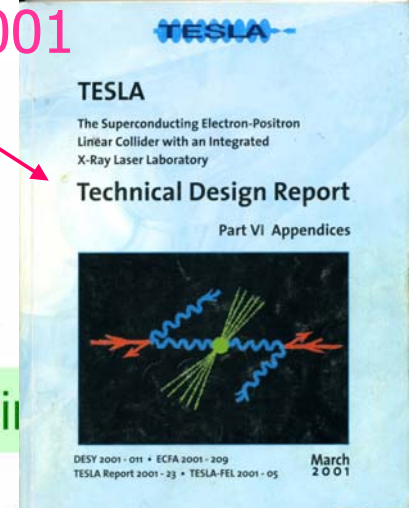 001
TESLA
TESLA
The Superconducting Electron-Positron
Linear Collider with an Integrated
X-Ray Laser Laboratory
Technical Design Report
Part VI Appendices
DESY 2001 - 011 • ECFA 2001 - 209
TESLA Report 2001 - 23 • TESLA-FEL 2001 - 05
March
2001